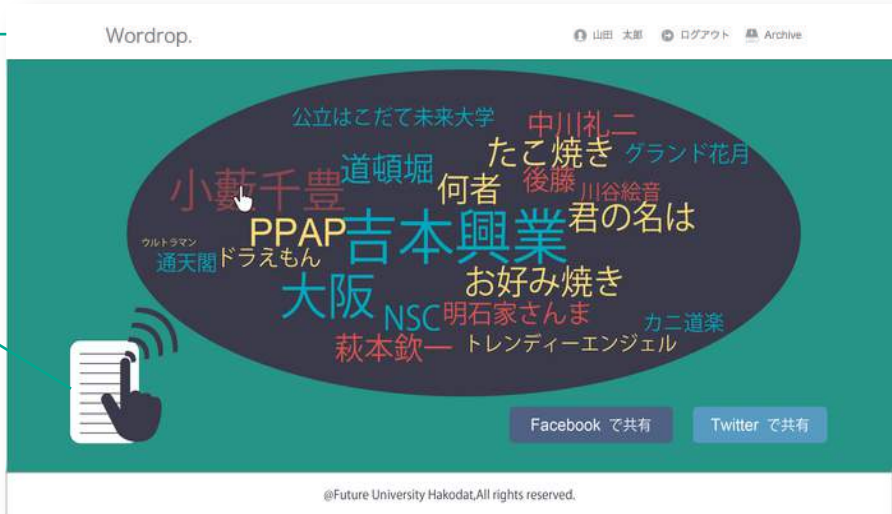 Wordrop.
山田 太郎 ログアウト Archive
公立はこだて未来大学
中川礼二
たこ焼き
グランド花月
道頓堀
小藪千豊
何者
後藤
川谷絵音
君の名は
PPAP
吉本興業
ウルトラマン
通天閣
ドラえもん
お好み焼き
大阪
NSC
明石家さんま
カニ道楽
萩本欽一
トレンディーエンジェル
Facebook で共有
Twitter で共有
@Future University Hakodat,All rights reserved.